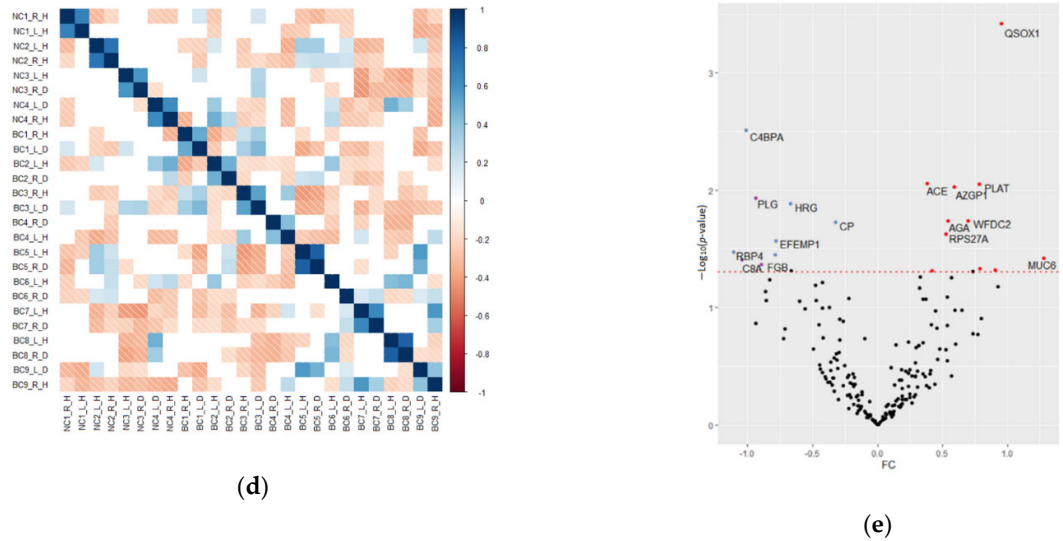 NC1_R_H
NC1_L_H
NC2_L_H
NC2_R_H
NC3_L_H
NC3_R_D
NC4_L_D
NC4_R_H
BC1_R_H
BC1_L_D
BC2_L_H
BC2_R_D
BC3_R_H
BC3_L_D
BC4_R_D
BC4_L_H
BC5_L_H
BC5_R_D
BC6_L_H
BC6_R_D
BC7_L_H
BC7_R_D
BC8_L_H
BC8_R_D
BC9_L_D
BC9_R_H
NC1_R_H
NC1_L_H
NC2_L_H
NC2_R_H
NC3_L_H
NC3_R_D
NC4_L_D
NC4_R_H
BC1_R_H
BC1_L_D
BC2_L_H
BC2_R_D
BC3_R_H
BC3_L_D
BC4_R_D
BC4_L_H
BC5_L_H
BC5_R_D
BC6_L_H
BC6_R_D
BC7_L_H
BC7_R_D
BC8_L_H
BC8_R_D
BC9_L_D
BC9_R_H
1
0.8
0.6
0.4
0.2
0
-0.2
-0.4
-0.6
-0.8
-1
(d)
−Log10(p-value)
3
2
1
0
QSOX1
C4BPA
ACE
PLAT
AZGP1
PLG
HRG
CP
AGA
WFDC2
RPS27A
EFEMP1
RBP4
C8A
FGB
MUC6
-1.0
-0.5
0.0
0.5
1.0
FC
(e)